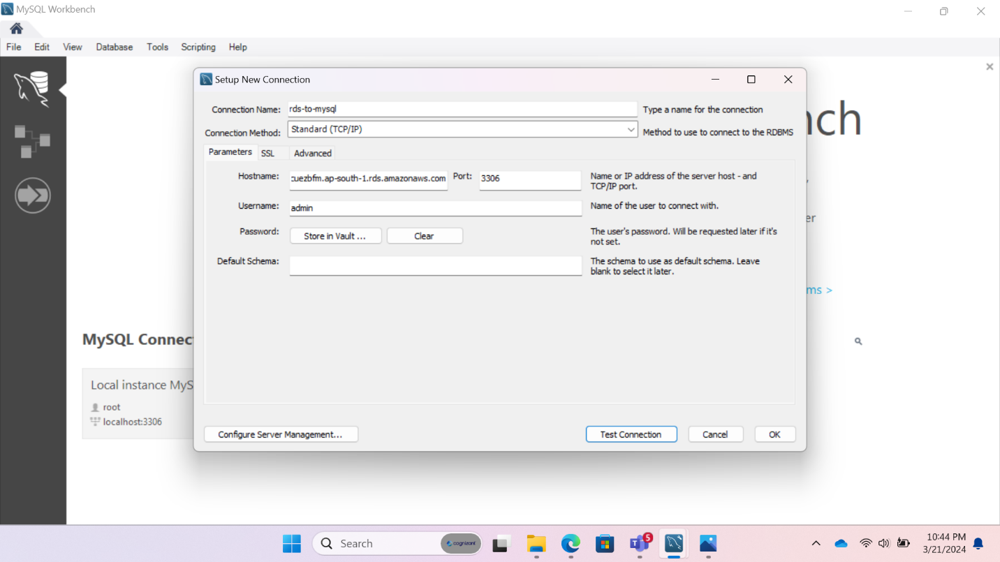 MySQL Workbench
File Edit View Database Tools Scripting Help
Setup New Connection
Connection Name: rds-to-mysql Type a name for the connection
Connection Method: Standard (TCP/IP) Method to use to connect to the RDBMS
Parameters SSL Advanced
Hostname: cuezbfm.ap-south-1.rds.amazonaws.com Port: 3306 Name or IP address of the server host - and
TCP/IP port.
Username: admin Name of the user to connect with.
Password: Store in Vault ... Clear The user's password. Will be requested later if it's
not set.
Default Schema: The schema to use as default schema. Leave
blank to select it later.
nch
er
ms >
MySQL Connec
Local instance MyS
root
localhost:3306
Configure Server Management... Test Connection Cancel OK
Search cognizant 5 10:44 PM
3/21/2024